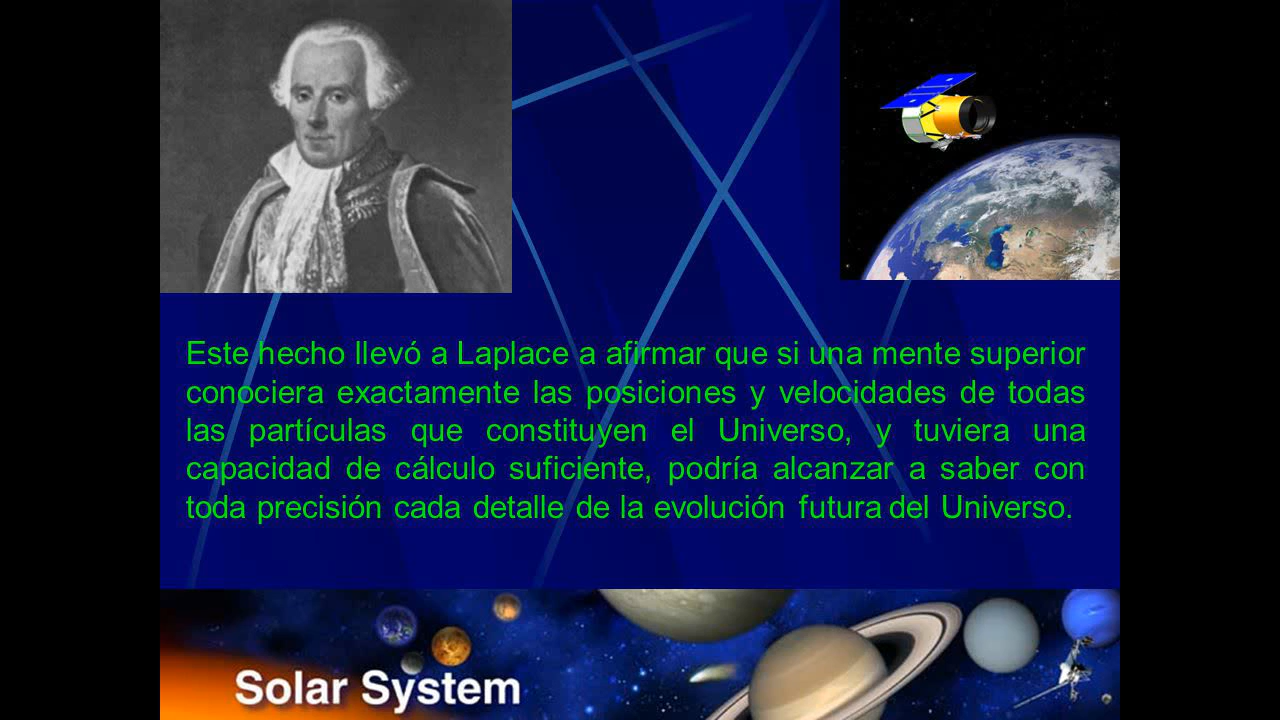 Este hecho llevó a Laplace a afirmar que si una mente superior
conociera exactamente las posiciones y velocidades de todas
las partículas que constituyen el Universo, y tuviera una
capacidad de cálculo suficiente, podría alcanzar a saber con
toda precisión cada detalle de la evolución futura del Universo.
Solar System